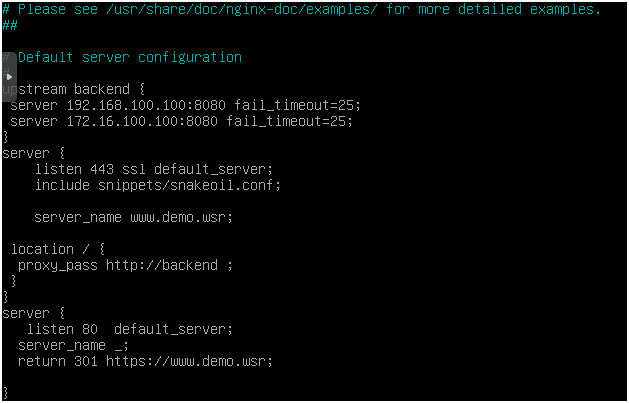 # Please see /usr/share/doc/nginx-doc/examples/ for more detailed examples.
##

# Default server configuration
#
upstream backend {
 server 192.168.100.100:8080 fail_timeout=25;
 server 172.16.100.100:8080 fail_timeout=25;
}
server {
    listen 443 ssl default_server;
    include snippets/snakeoil.conf;

    server_name www.demo.wsr;

 location / {
  proxy_pass http://backend ;
 }
}
server {
   listen 80  default_server;
  server_name _;
  return 301 https://www.demo.wsr;

}